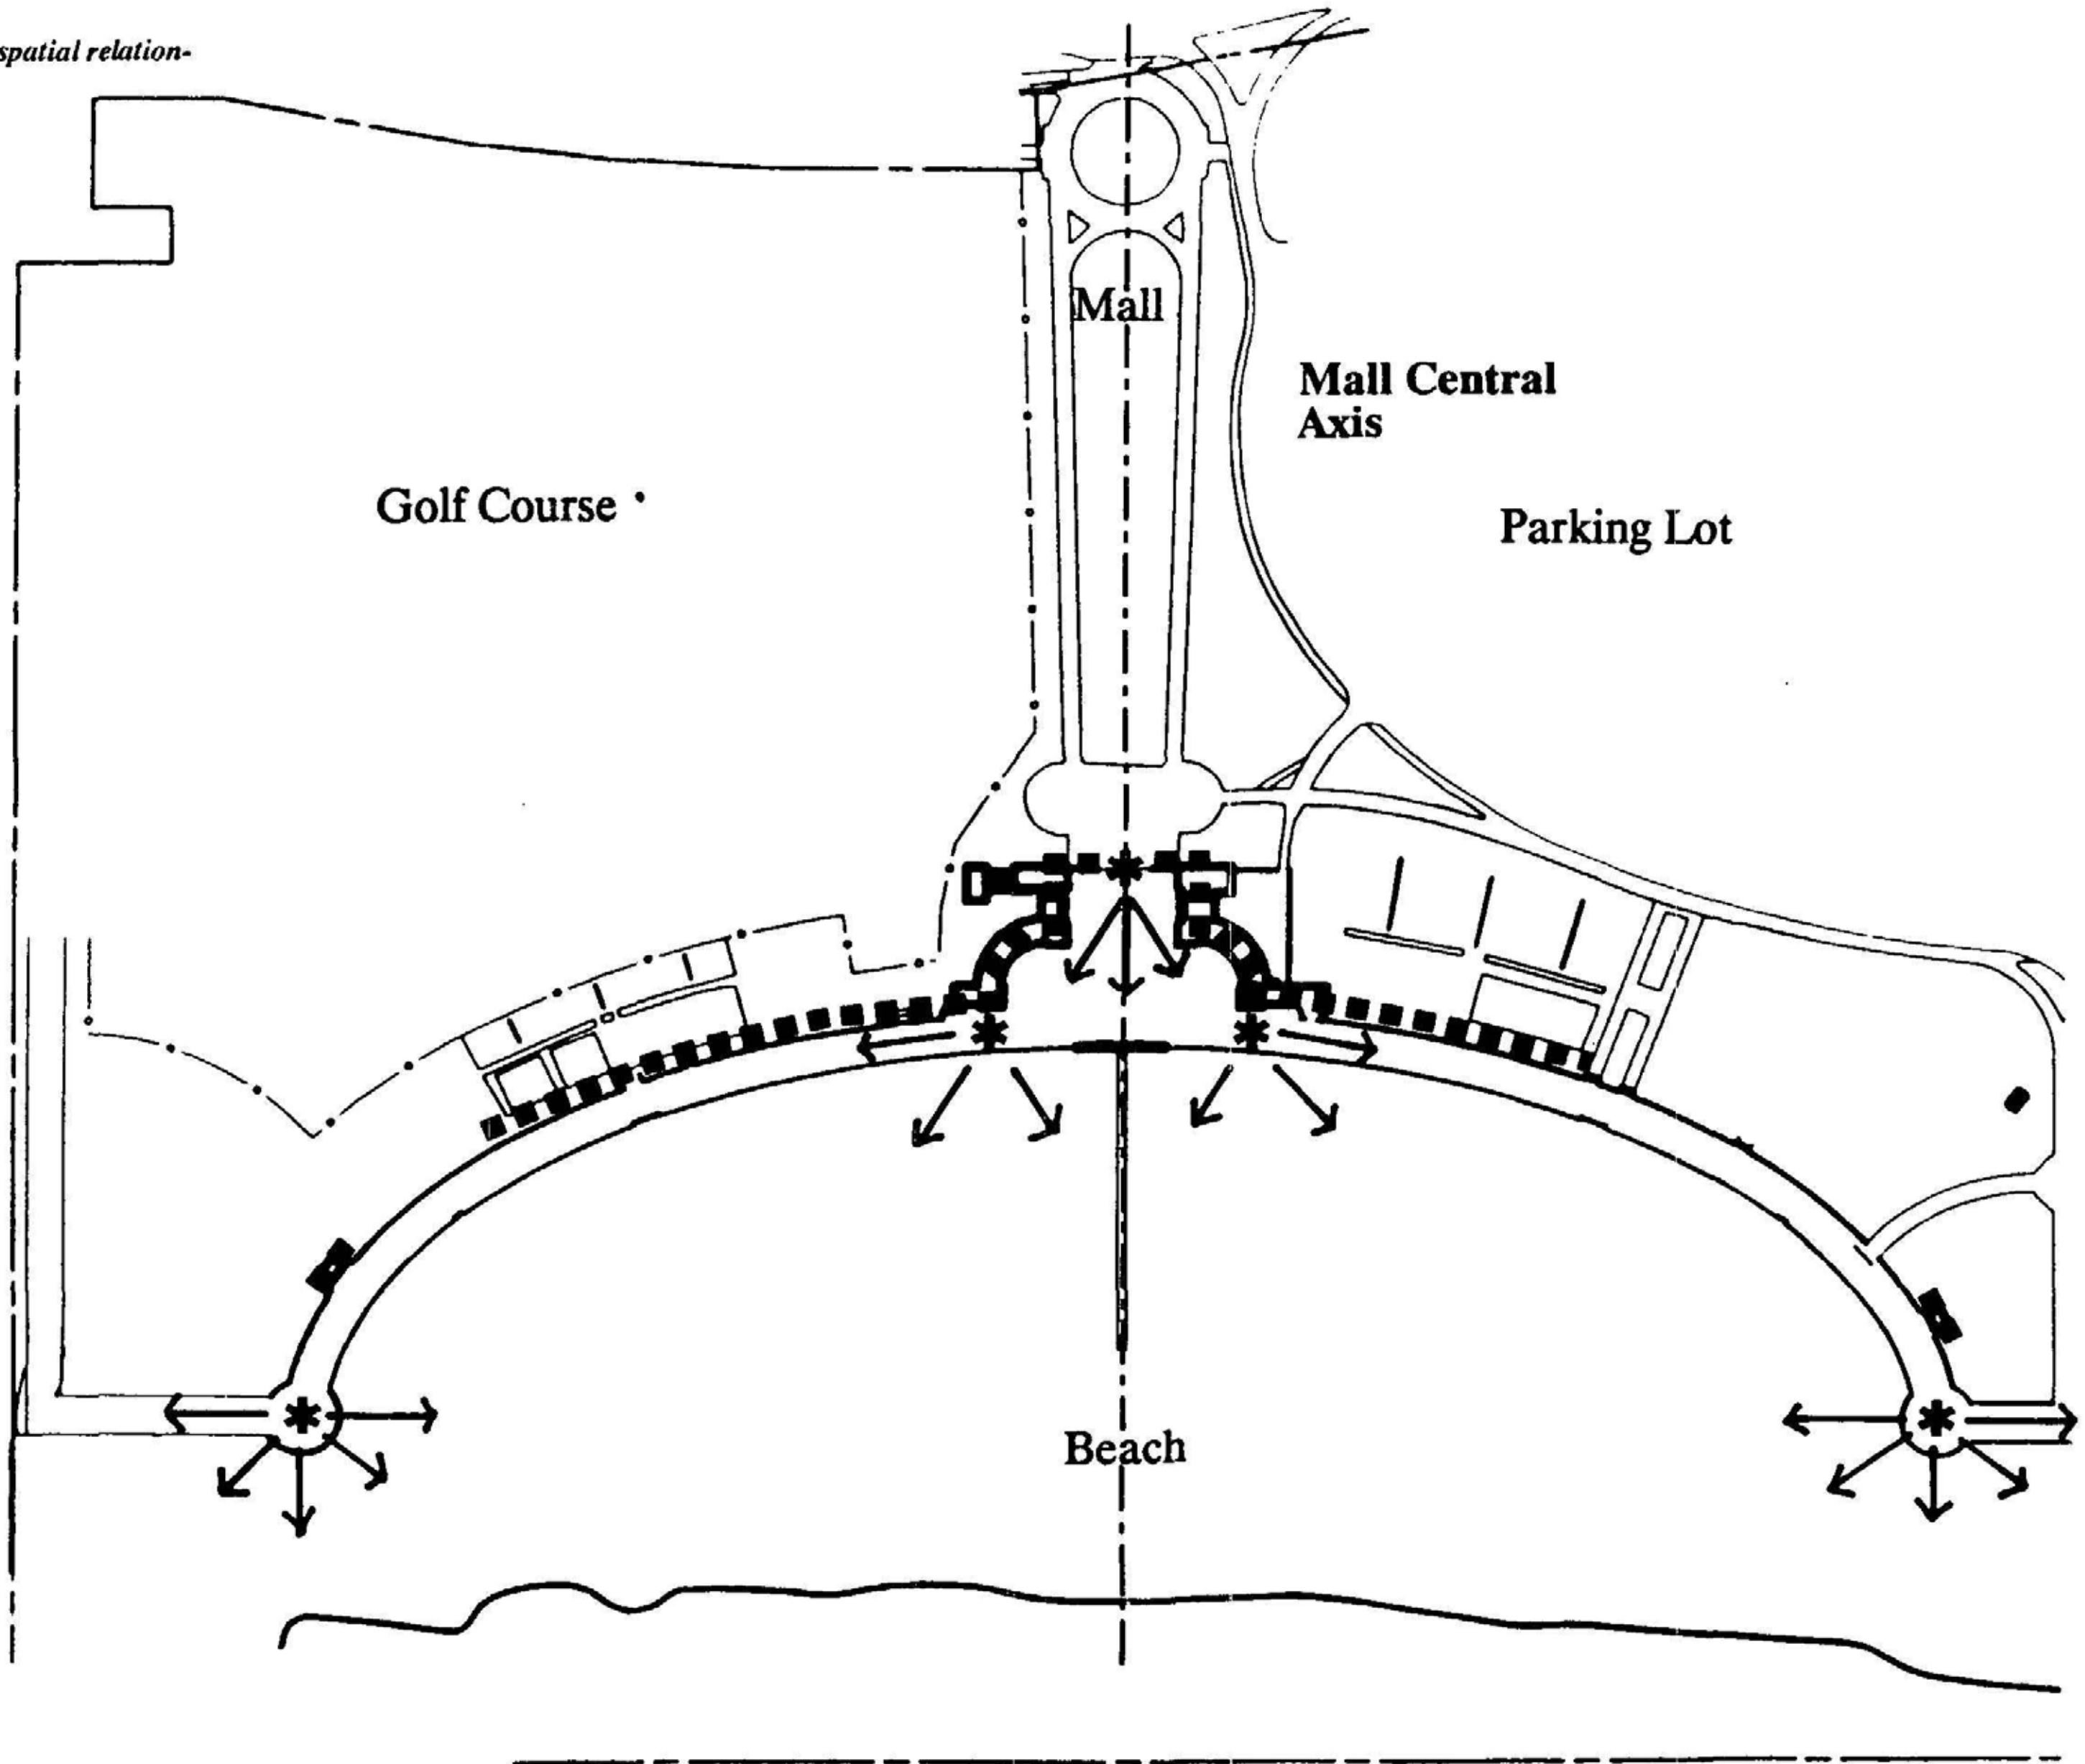 spatial relation-
Mall
Mall Central
Axis
Golf Course
Parking Lot
Beach